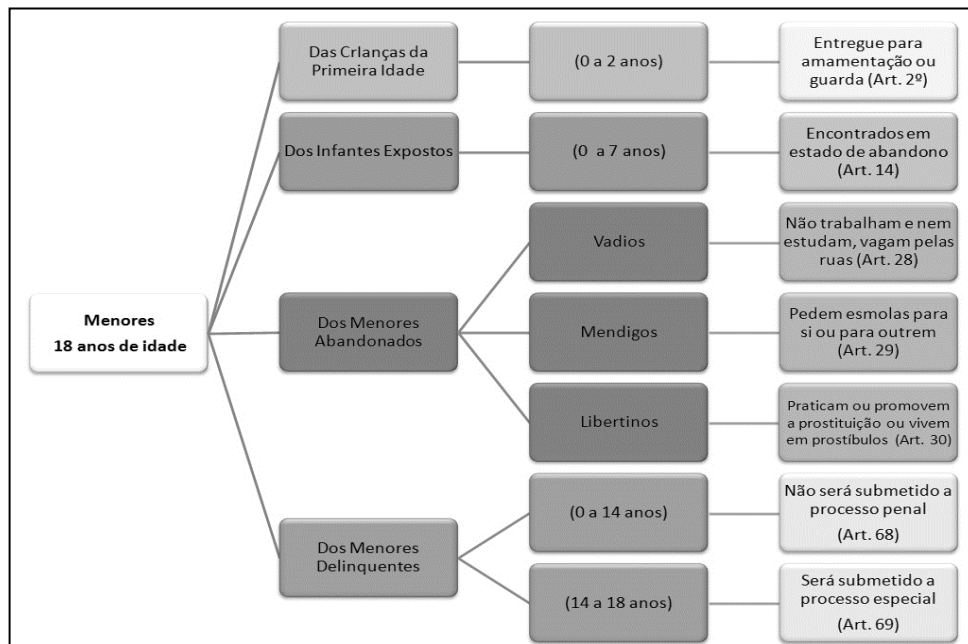 Das CrIanças da
Primeira Idade
(0 a 2 anos)
Entregue para
amamentação ou
guarda (Art. 2º)
Dos Infantes Expostos
(0 a 7 anos)
Encontrados em
estado de abandono
(Art. 14)
Menores
18 anos de idade
Dos Menores
Abandonados
Vadios
Não trabalham e nem
estudam, vagam pelas
ruas (Art. 28)
Mendigos
Pedem esmolas para
si ou para outrem
(Art. 29)
Libertinos
Praticam ou promovem
a prostituição ou vivem
em prostíbulos (Art. 30)
Dos Menores
Delinquentes
(0 a 14 anos)
Não será submetido a
processo penal
(Art. 68)
(14 a 18 anos)
Será submetido a
processo especial
(Art. 69)